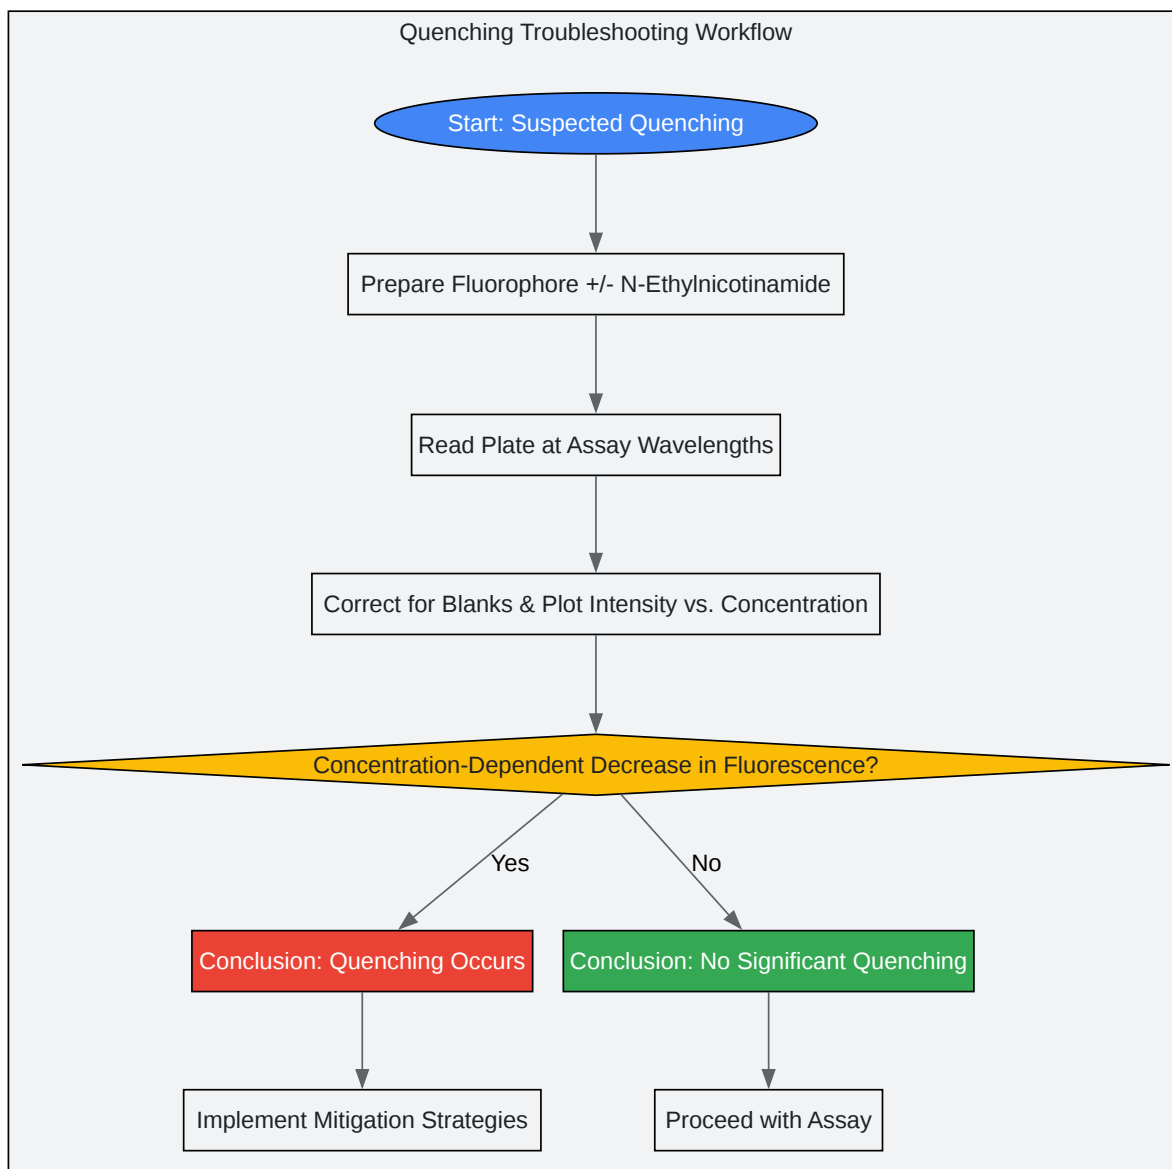 Quenching Troubleshooting Workflow
Start: Suspected Quenching
Prepare Fluorophore +/- N-Ethylnicotinamide
Read Plate at Assay Wavelengths
Correct for Blanks & Plot Intensity vs. Concentration
Concentration-Dependent Decrease in Fluorescence?
Yes
No
Conclusion: Quenching Occurs
Conclusion: No Significant Quenching
Implement Mitigation Strategies
Proceed with Assay